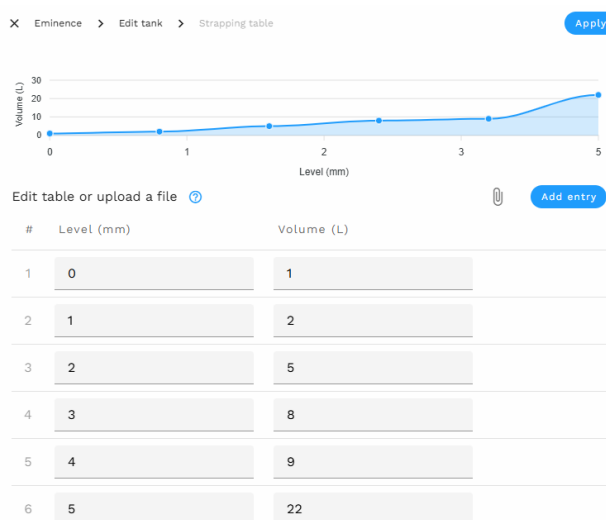 Eminence > Edit tank > Strapping table Apply
Volume (L)
30
20
10
0
0 1 2 3 5
Level (mm)
Edit table or upload a file ? Add entry
# Level (mm) Volume (L)
1 0 1
2 1 2
3 2 5
4 3 8
5 4 9
6 5 22